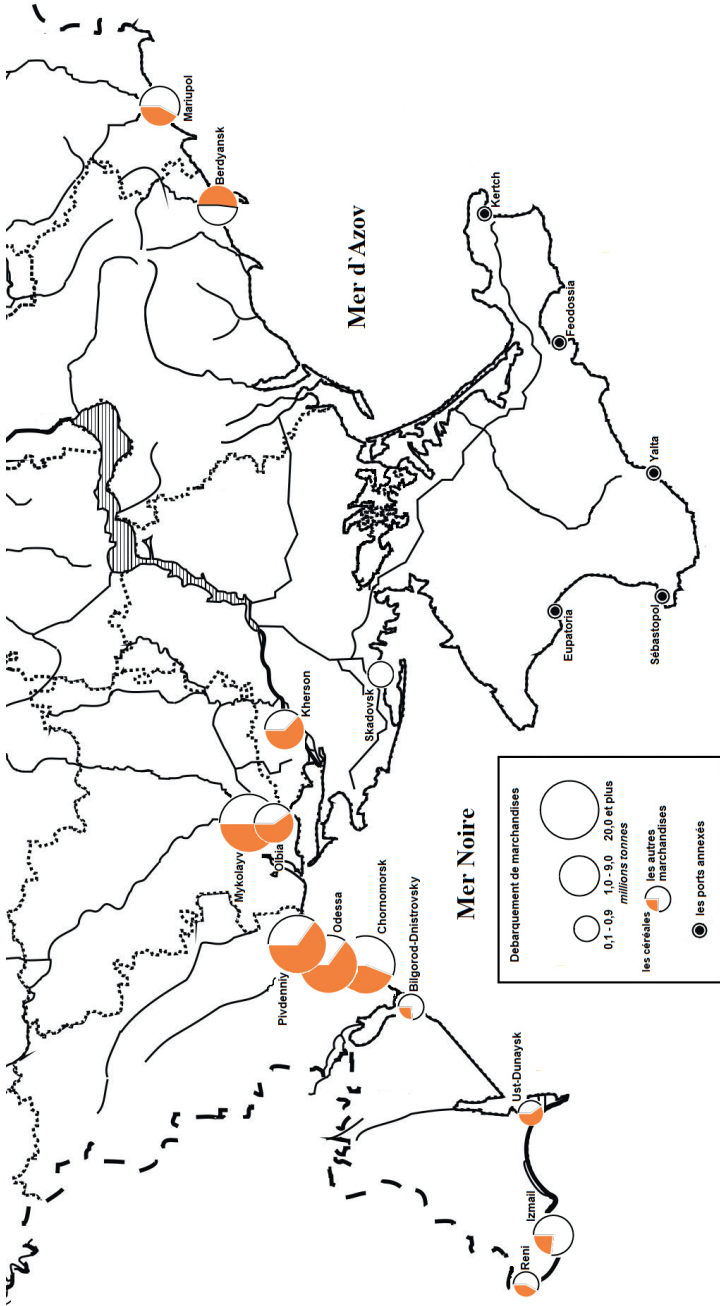 Mariupol
Berdyansk
Mer d`Azov
Kertch
Feodossia
Yalta
Sébastopol
Eupatoria
Skadovsk
Kherson
Mykolayv
Olbia
Pivdenniy
Odessa
Chornomorsk
Bilgorod-Dnistrovsky
Mer Noire
Ust-Dunaysk
Izmail
Reni
Debarquement de marchandises
0,1 - 0,9 1,0 - 9,0 20,0 et plus
millions tonnes
les céréales les autres
marchandises
les ports annexés